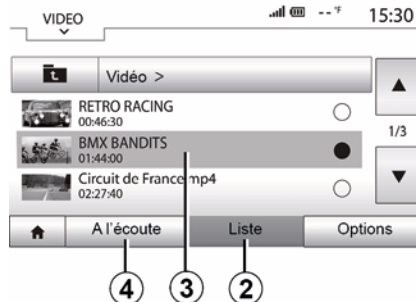 VIDEO
--°F
15:30
Vidéo >
RETRO RACING
00:46:30
1/3
BMX BANDITS
01:44:00
Circuit de France mp4
02:27:40
A l'écoute
Liste
Options
4
3
2